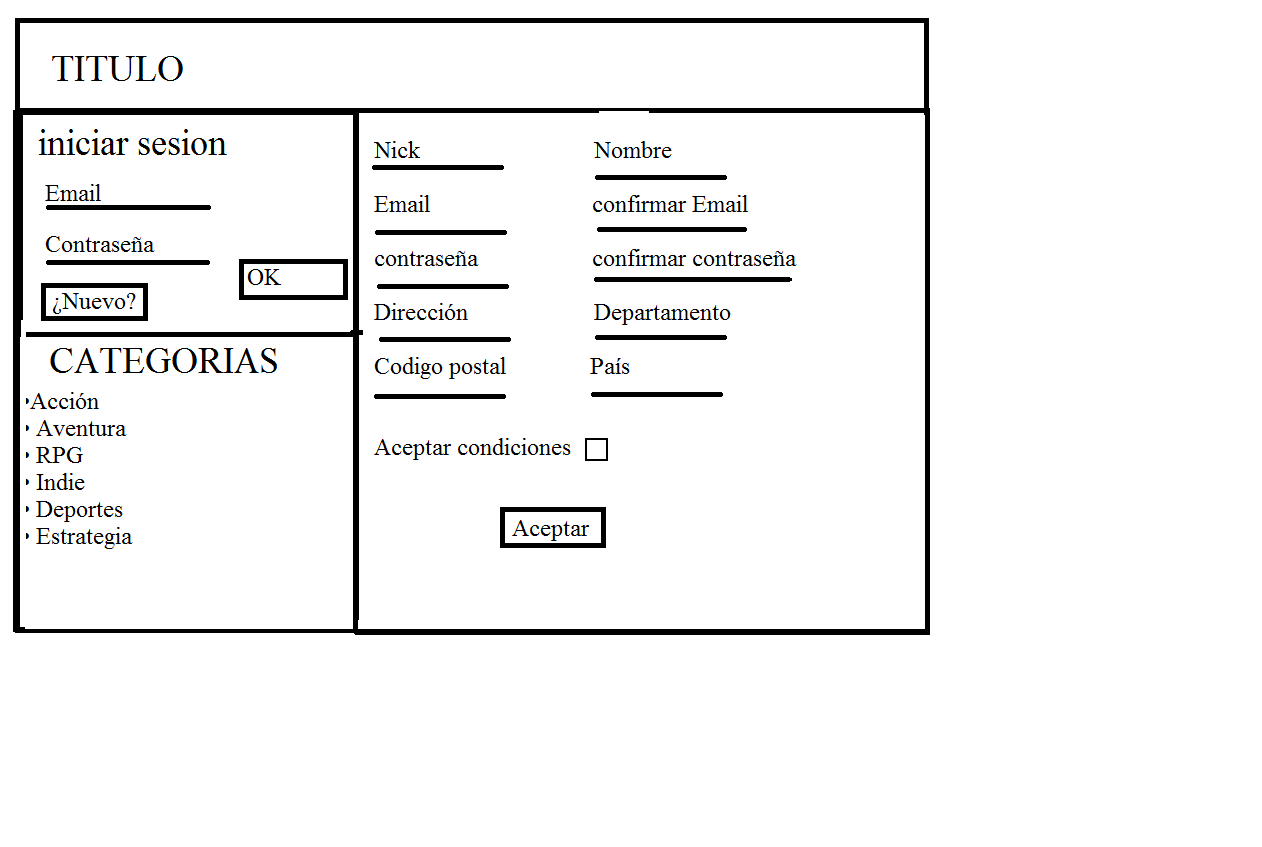 TITULO
iniciar sesion
Email
Contraseña
OK
¿Nuevo?
CATEGORIAS
•Acción
• Aventura
• RPG
• Indie
• Deportes
• Estrategia
Nick Nombre
Email confirmar Email
contraseña confirmar contraseña
Dirección Departamento
Codigo postal País
Aceptar condiciones
Aceptar